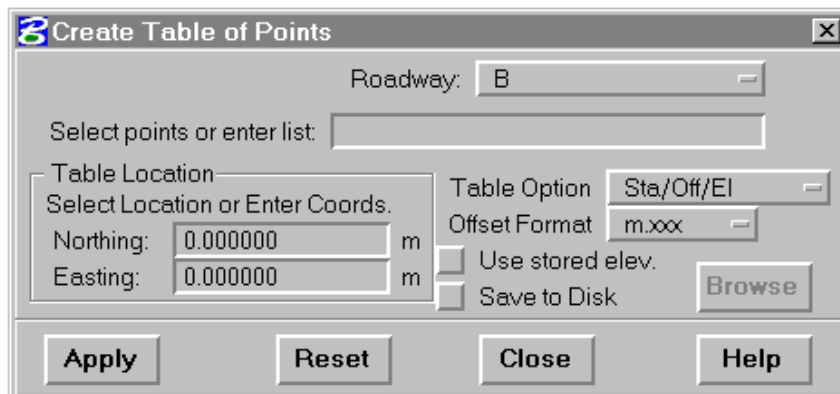 Create Table of Points
Roadway: B
Select points or enter list:
Table Location
Select Location or Enter Coords.
Northing: 0.000000 m
Easting: 0.000000 m
Table Option Sta/Off/El
Offset Format m.xxx
Use stored elev.
Save to Disk
Browse
Apply Reset Close Help